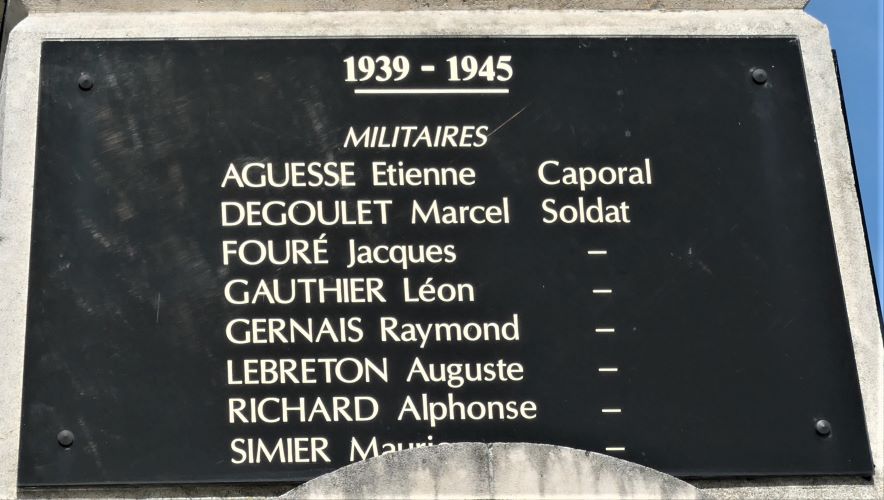 1939 - 1945
MILITAIRES
AGUESSE Etienne Caporal
DEGOULET Marcel Soldat
FOURÉ Jacques –
GAUTHIER Léon –
GERNAIS Raymond –
LEBRETON Auguste –
RICHARD Alphonse –
SIMIER –